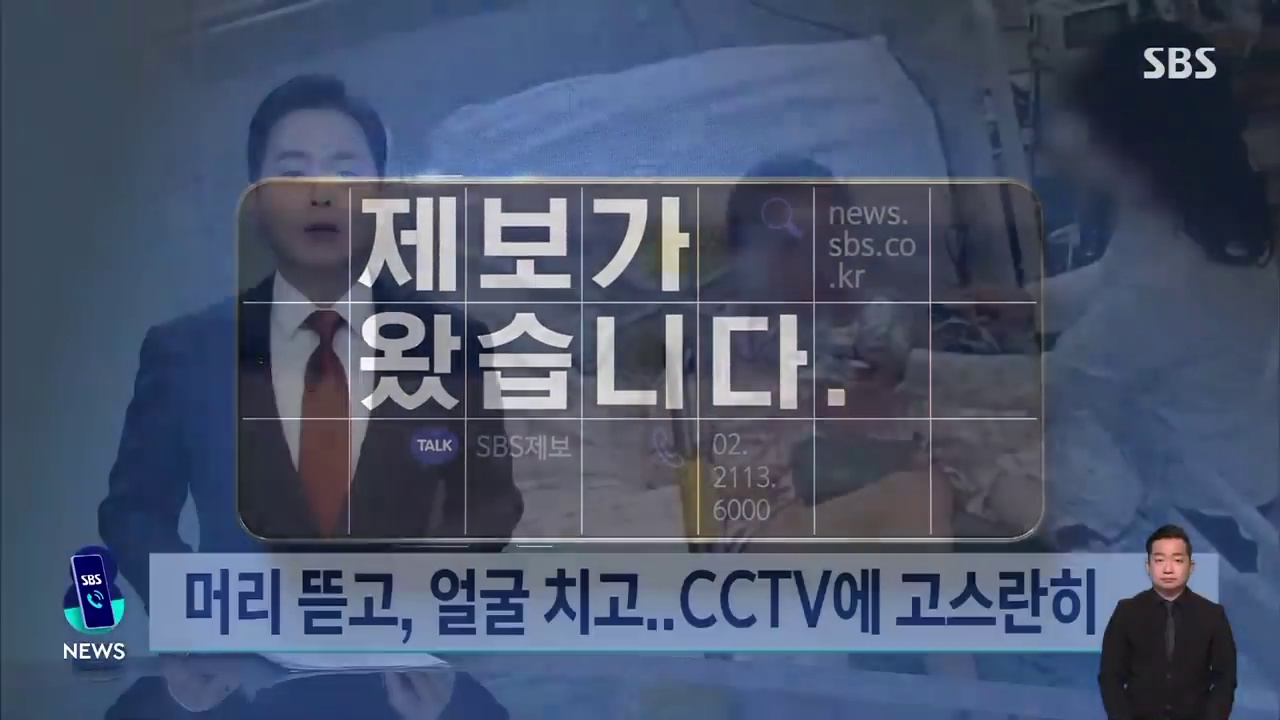 SBS
제보가
왔습니다.
news.
sbs.co
.kr
TALK SBS제보
02.
2113.
6000
SBS
NEWS
머리 뜯고, 얼굴 치고..CCTV에 고스란히